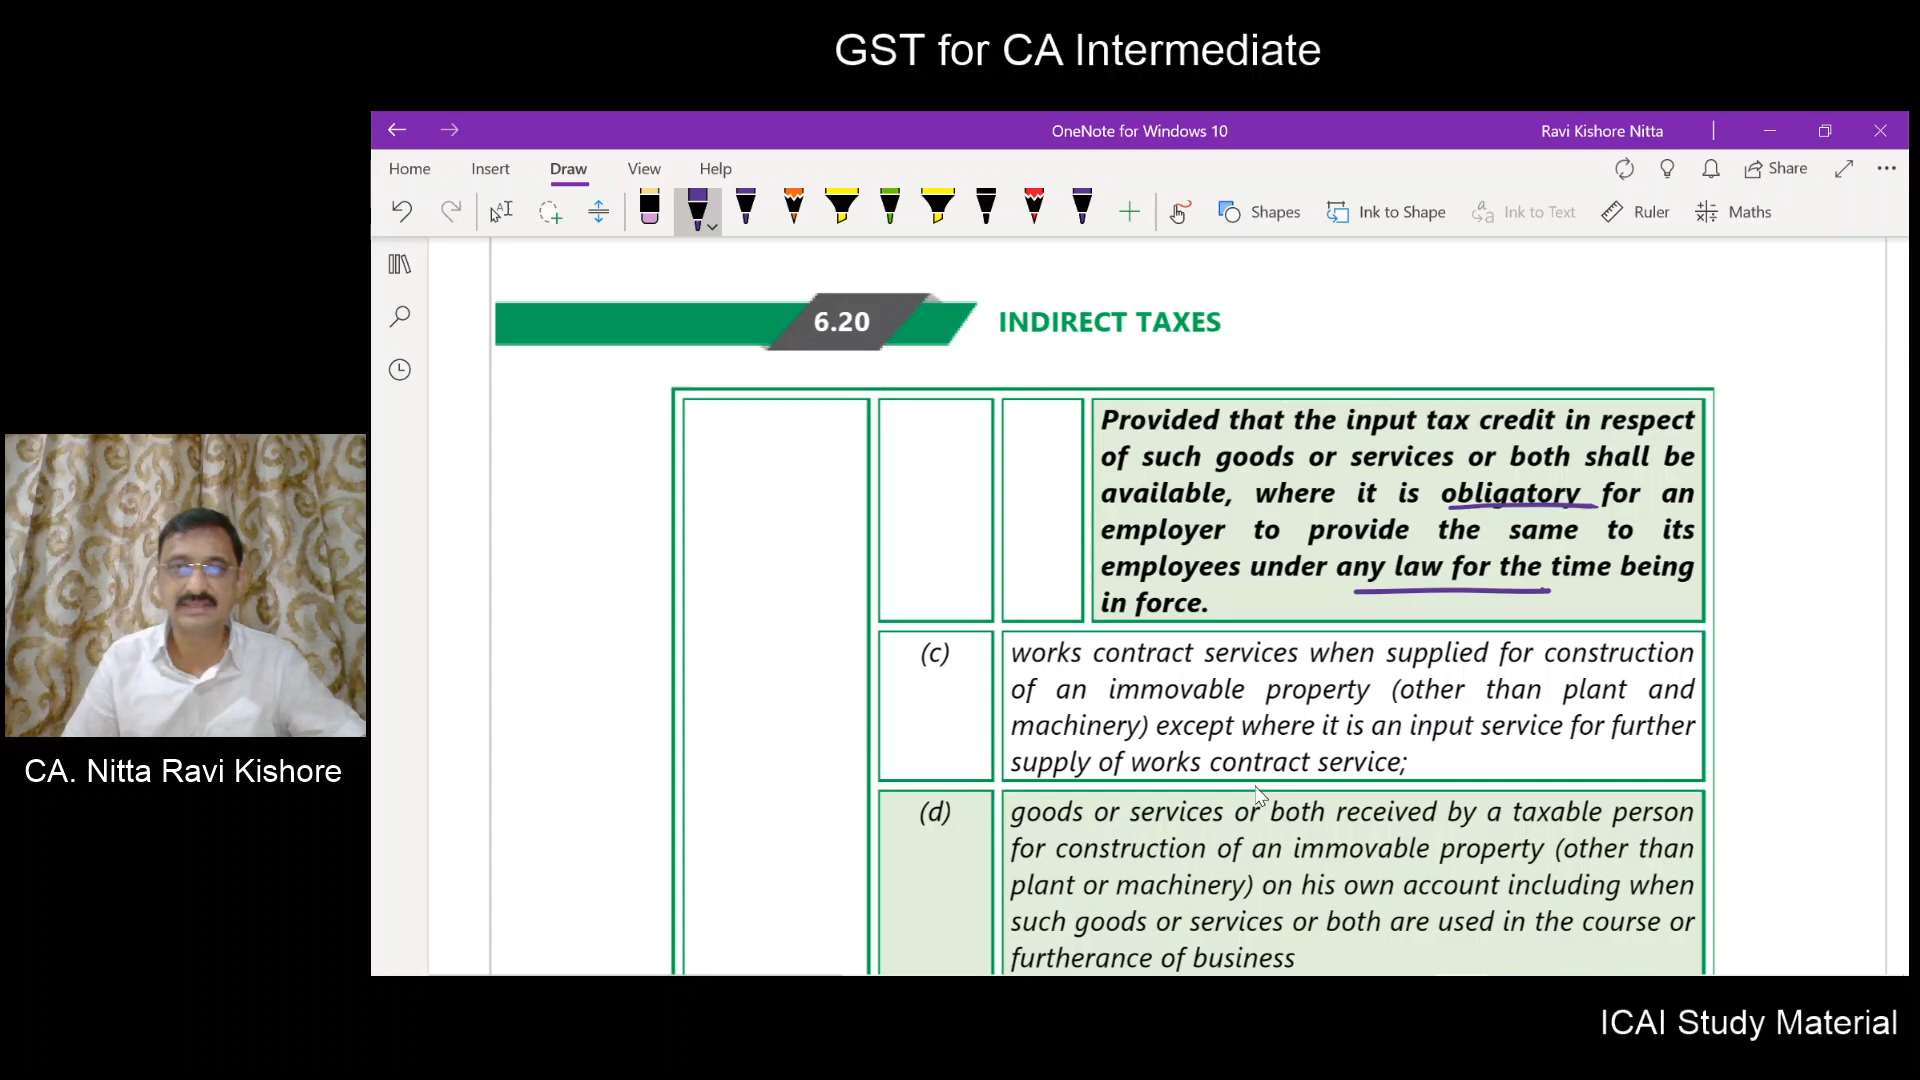 GST for CA Intermediate
OneNote for Windows 10
Ravi Kishore Nitta
Home
Insert
Draw
View
Help
Share
Shapes
Ink to Shape
Ink to Text
Ruler
Maths
6.20
INDIRECT TAXES
Provided that the input tax credit in respect
of such goods or services or both shall be
available, where it is obligatory for an
employer to provide the same to its
employees under any law for the time being
in force.
(c)
works contract services when supplied for construction
of an immovable property (other than plant and
machinery) except where it is an input service for further
supply of works contract service;
(d)
goods or services or both received by a taxable person
for construction of an immovable property (other than
plant or machinery) on his own account including when
such goods or services or both are used in the course or
furtherance of business
CA. Nitta Ravi Kishore
ICAI Study Material